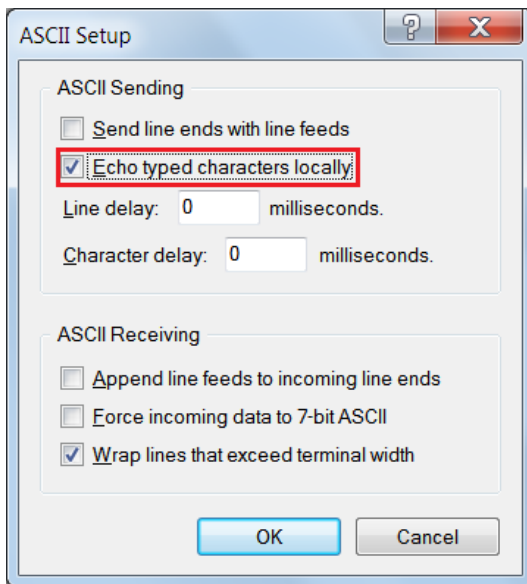 ASCII Setup
ASCII Sending
Send line ends with line feeds
Echo typed characters locally
Line delay: 0 milliseconds.
Character delay: 0 milliseconds.
ASCII Receiving
Append line feeds to incoming line ends
Force incoming data to 7-bit ASCII
Wrap lines that exceed terminal width
OK Cancel